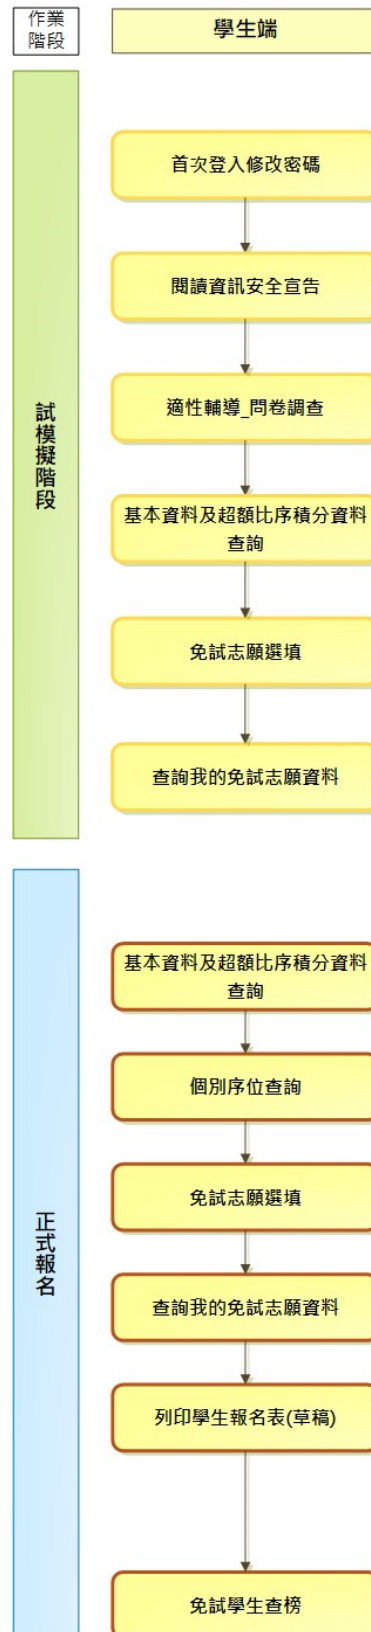 作業
階段
學生端
試模擬階段
首次登入修改密碼
閱讀資訊安全宣告
適性輔導_問卷調查
基本資料及超額比序積分資料
查詢
免試志願選填
查詢我的免試志願資料
正式報名
基本資料及超額比序積分資料
查詢
個別序位查詢
免試志願選填
查詢我的免試志願資料
列印學生報名表(草稿)
免試學生查榜